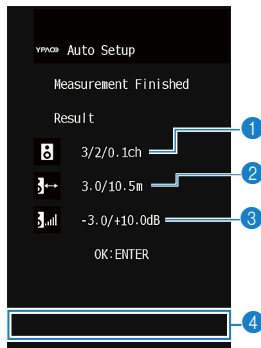 YPAO Auto Setup
Measurement Finished
Result
3/2/0.1ch
1
3.0/10.5m
2
-3.0/+10.0dB
3
OK:ENTER
4